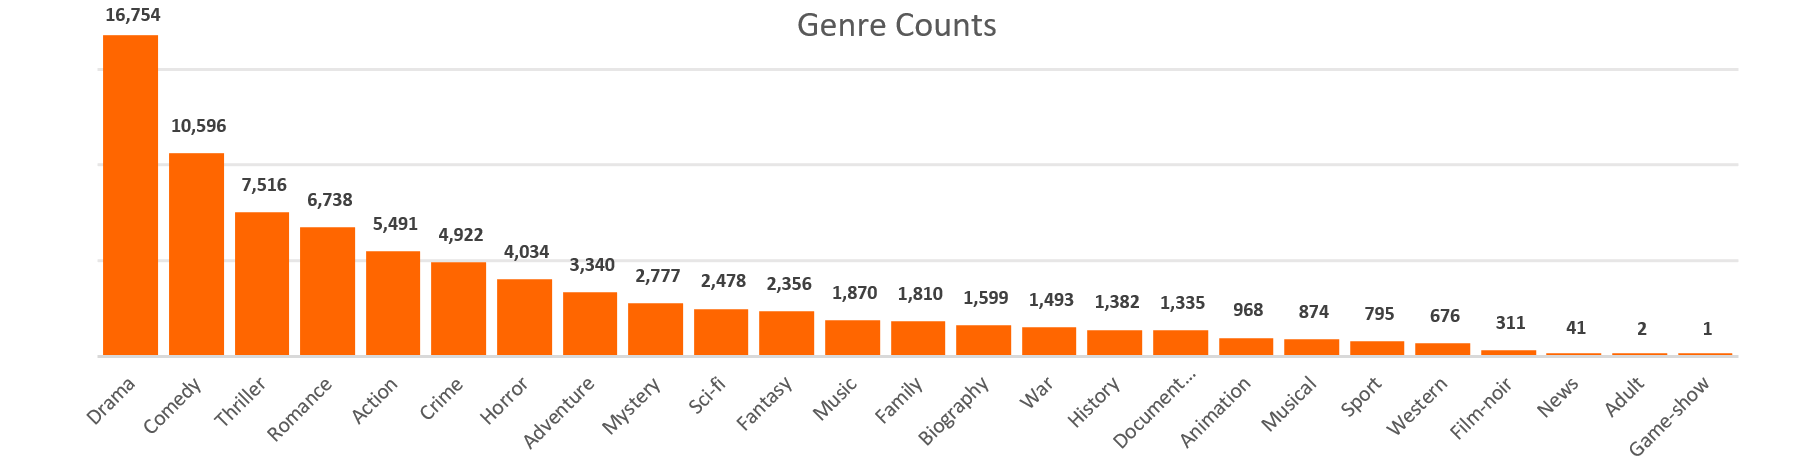 Genre Counts
16,754
10,596
7,516
6,738
5,491
4,922
4,034
3,340
2,777
2,478
2,356
1,870
1,810
1,599
1,493
1,382
1,335
968
874
795
676
311
41
2
1
Drama
Comedy
Thriller
Romance
Action
Crime
Horror
Adventure
Mystery
Sci-fi
Fantasy
Music
Family
Biography
War
History
Document...
Animation
Musical
Sport
Western
Film-noir
News
Adult
Game-show